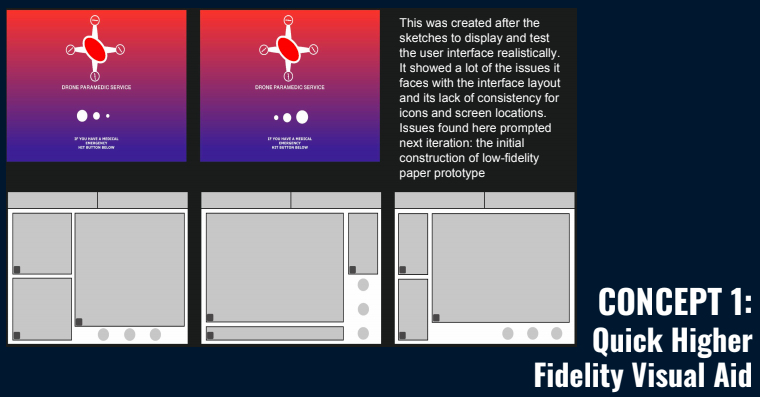 DRONE PARAMEDIC SERVICE
IF YOU HAVE A MEDICAL
EMERGENCY
HIT BUTTON BELOW
DRONE PARAMEDIC SERVICE
IF YOU HAVE A MEDICAL
EMERGENCY
HIT BUTTON BELOW
This was created after the
sketches to display and test
the user interface realistically.
It showed a lot of the issues it
faces with the interface layout
and its lack of consistency for
icons and screen locations.
Issues found here prompted
next iteration: the initial
construction of low-fidelity
paper prototype
CONCEPT 1:
Quick Higher
Fidelity Visual Aid